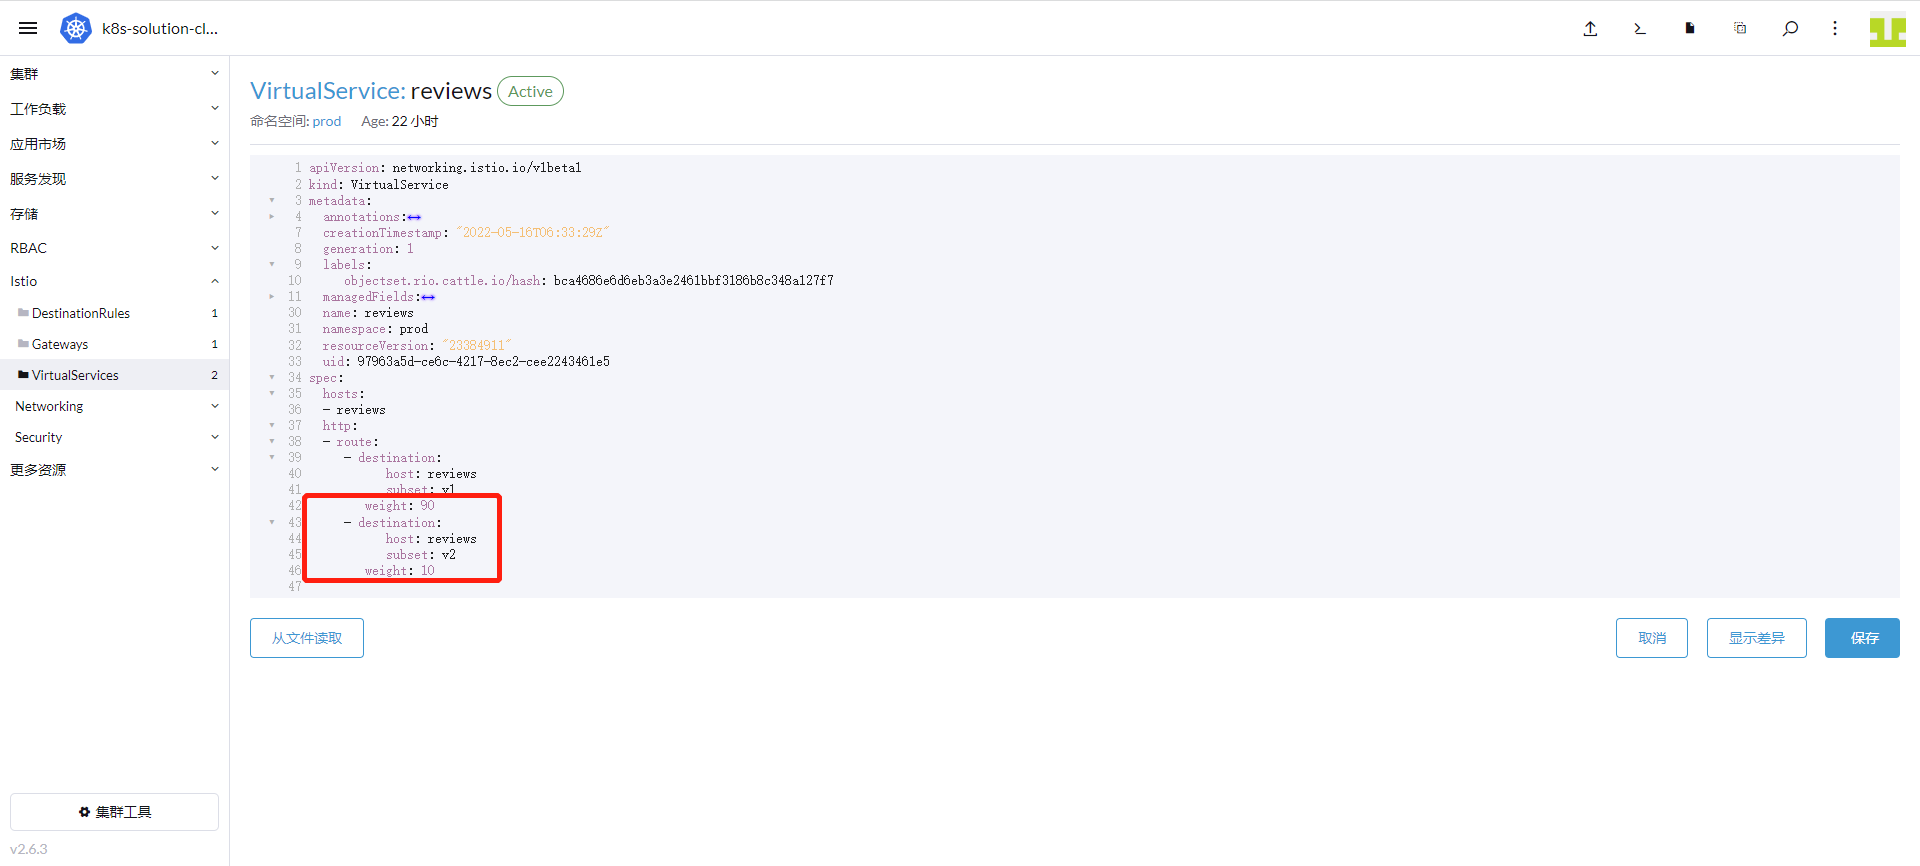 k8s-solution-cl...
集群
工作负载
应用市场
服务发现
存储
RBAC
Istio
DestinationRules 1
Gateways 1
VirtualServices 2
Networking
Security
更多资源
集群工具
v2.6.3
VirtualService: reviews Active
命名空间: prod Age: 22 小时
1 apiVersion: networking.istio.io/v1beta1
2 kind: VirtualService
3 metadata:
4 annotations:
7 creationTimestamp: "2022-05-16T06:33:29Z"
8 generation: 1
9 labels:
10 objectset.rio.cattle.io/hash: bca4686e6d6eb3a3e2461bbf3186b8c348a127f7
11 managedFields:
30 name: reviews
31 namespace: prod
32 resourceVersion: "23384911"
33 uid: 97963a5d-ce6c-4217-8ec2-cee2243461e5
34 spec:
35 hosts:
36 - reviews
37 http:
38 - route:
39 - destination:
40 host: reviews
41 subset: v1
42 weight: 90
43 - destination:
44 host: reviews
45 subset: v2
46 weight: 10
47
从文件读取
取消
显示差异
保存